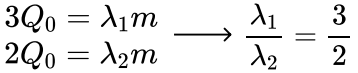 3Q₀ = λ₁m
2Q₀ = λ₂m ⟶ λ₁/λ₂ = 3/2